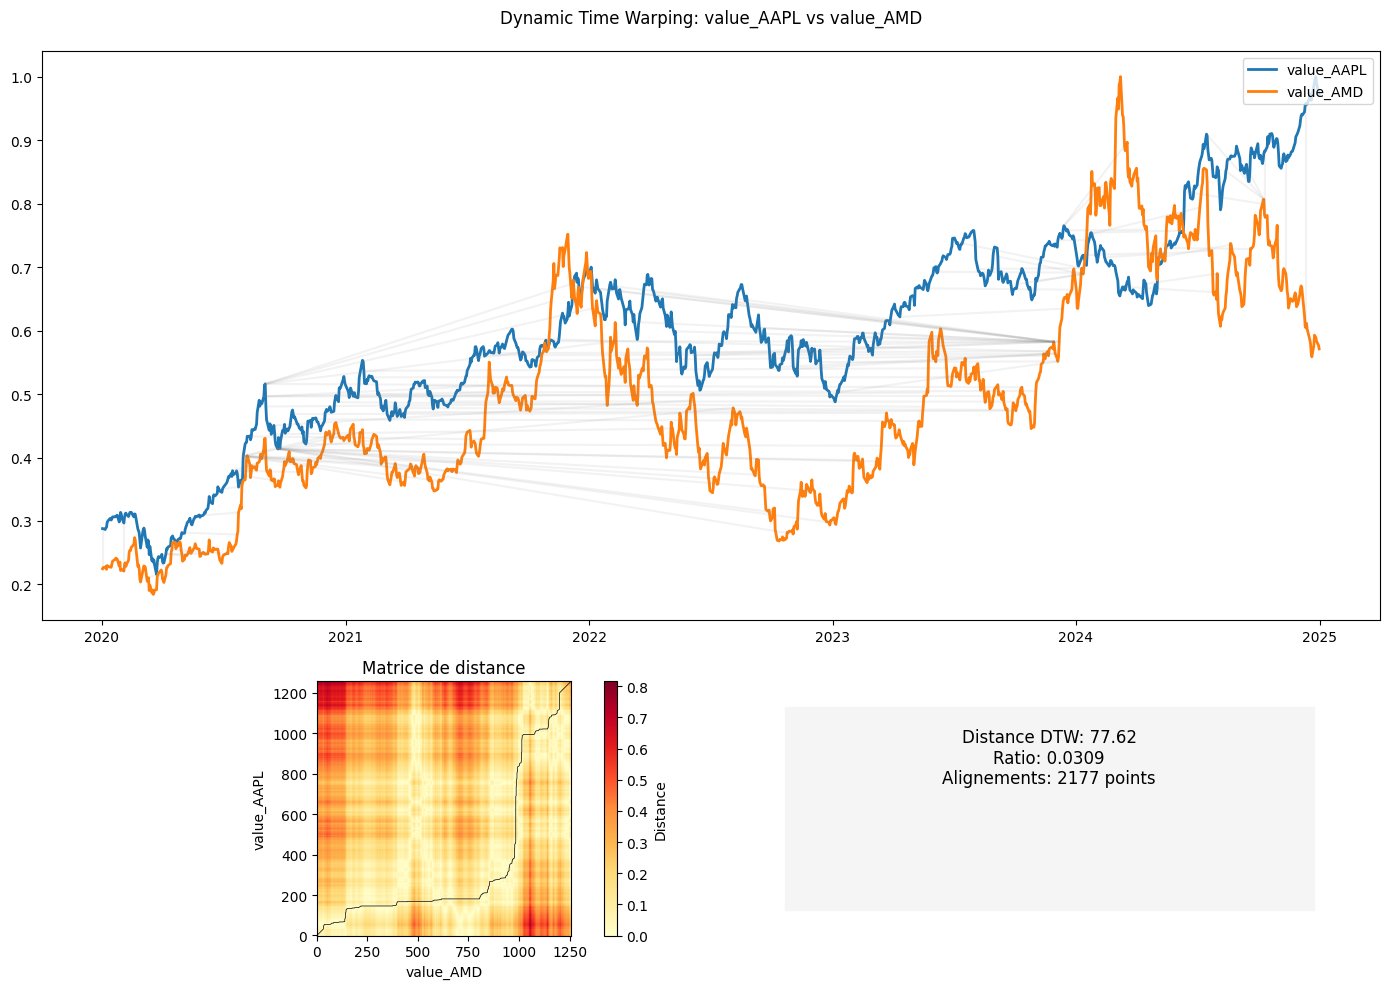 Dynamic Time Warping: value_AAPL vs value_AMD
value_AAPL
value_AMD
1.0
0.9
0.8
0.7
0.6
0.5
0.4
0.3
0.2
2020 2021 2022 2023 2024 2025
Matrice de distance
value_AAPL
1200
1000
800
600
400
200
0
0 250 500 750 1000 1250
value_AMD
0.8
0.7
0.6
0.5
0.4
0.3
0.2
0.1
0.0
Distance
Distance DTW: 77.62
Ratio: 0.0309
Alignements: 2177 points